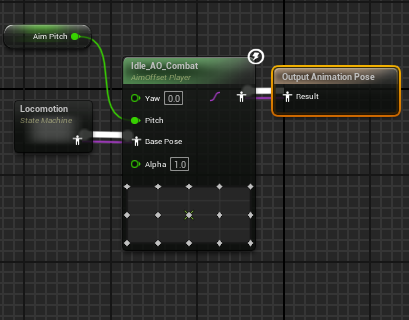 Aim Pitch
Idle_AO_Combat
AimOffset Player
Output Animation Pose
Yaw 0.0
Result
Locomotion
State Machine
Pitch
Base Pose
Alpha 1.0